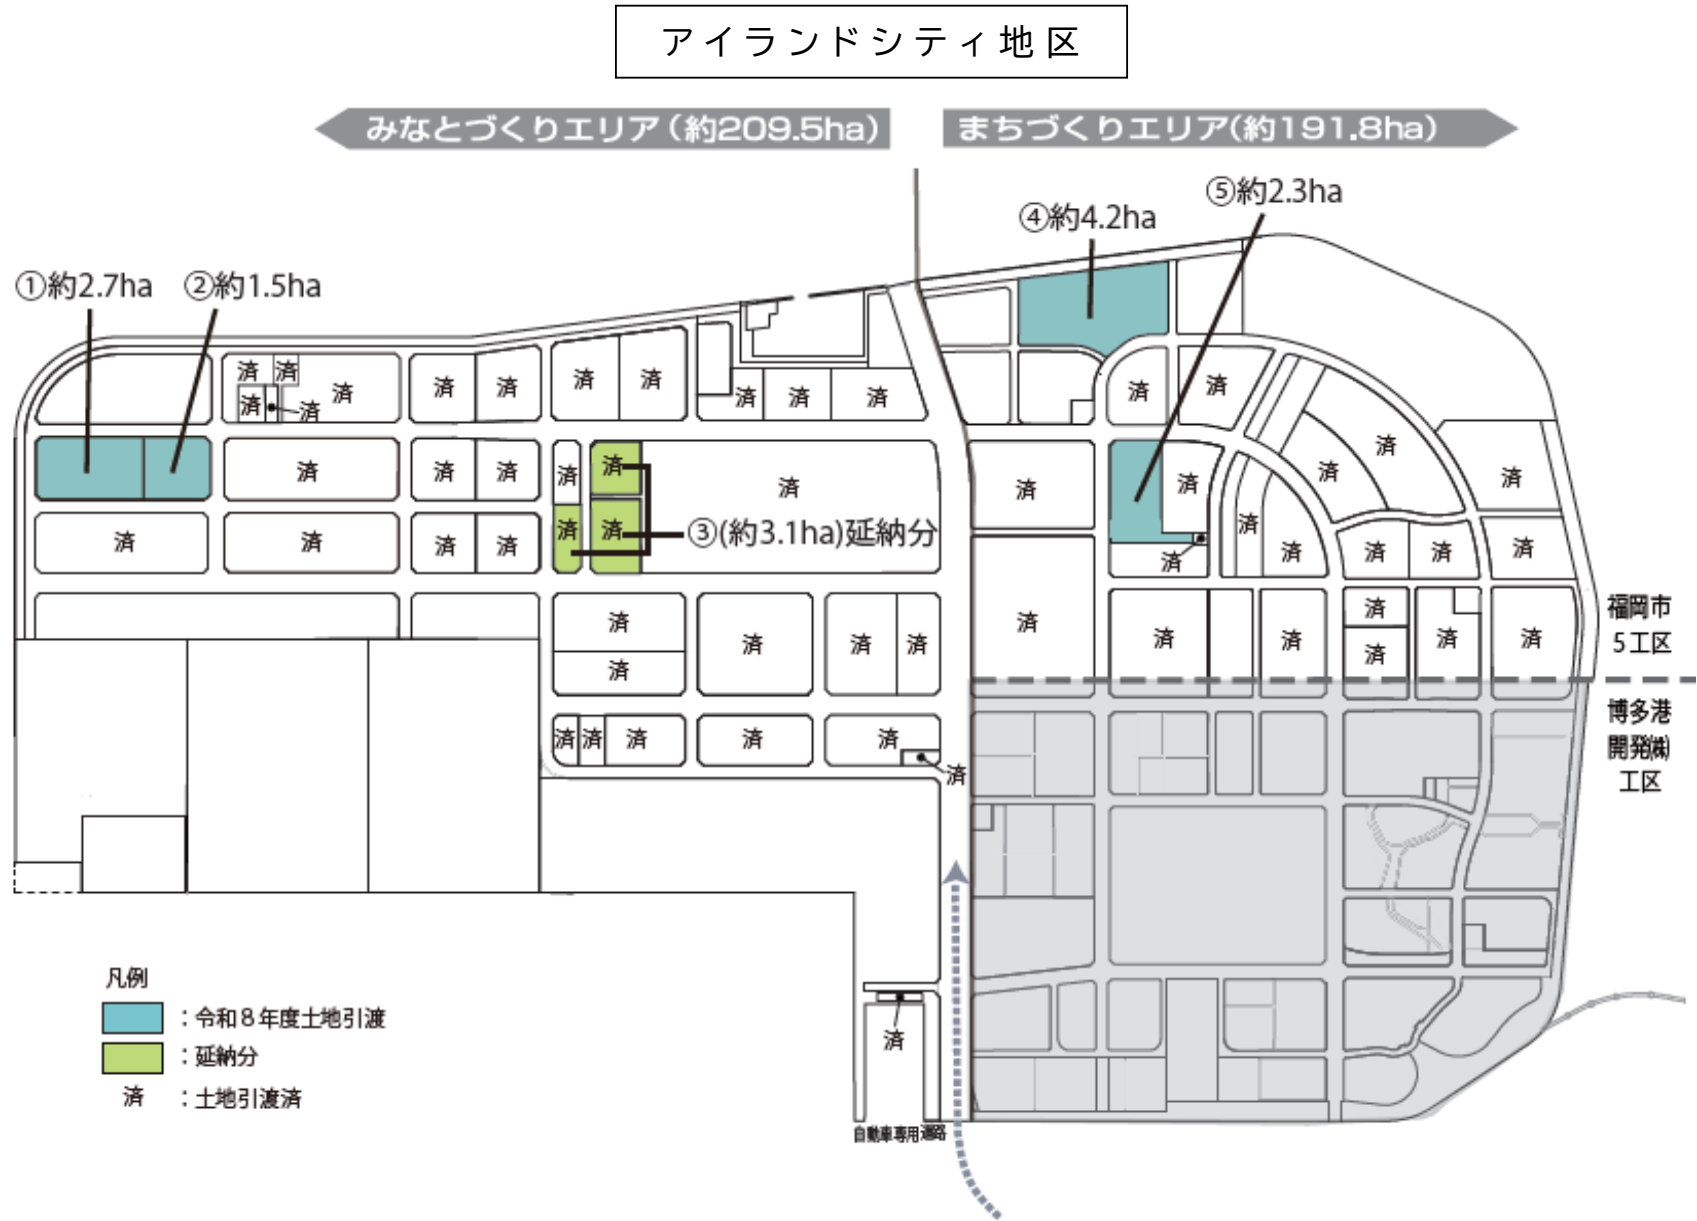 アイランドシティ地区
みなとづくりエリア(約209.5ha)
まちづくりエリア(約191.8ha)
⑤約2.3ha
④約4.2ha
①約2.7ha
②約1.5ha
済 済 済 済 済 済 済 済 済 済 済 済 済 済
済 済
済 済 済 済 済 済 済 済 済 済 済 済
済 済 済 済 済 済
③(約3.1ha)延納分
済 済 済 済 済 済 済
済 済 済 済 済 済 済 済 済 済
済 済
福岡市
5工区
済 済 済 済 済 済
博多港
開発㈱
工区
凡例
:令和8年度土地引渡
:延納分
済 :土地引渡済
済
自動車専用道路